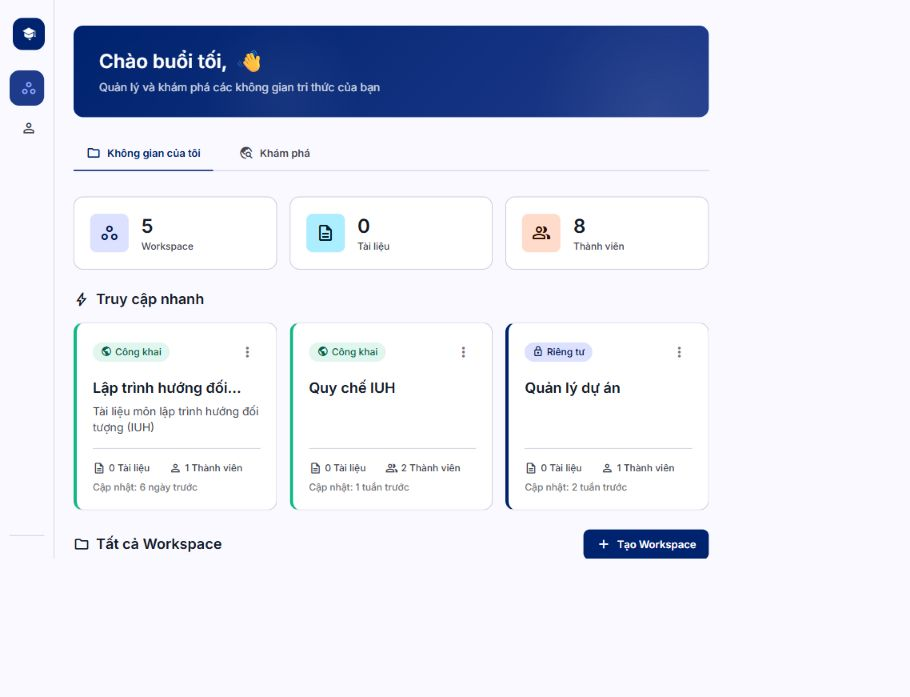 Chào buổi tối, 👋
Quản lý và khám phá các không gian tri thức của bạn
Không gian của tôi
Khám phá
5
Workspace
0
Tài liệu
8
Thành viên
Truy cập nhanh
Công khai
Lập trình hướng đối...
Tài liệu môn lập trình hướng đối
tượng (IUH)
0 Tài liệu
1 Thành viên
Cập nhật: 6 ngày trước
Công khai
Quy chế IUH
0 Tài liệu
2 Thành viên
Cập nhật: 1 tuần trước
Riêng tư
Quản lý dự án
0 Tài liệu
1 Thành viên
Cập nhật: 2 tuần trước
Tất cả Workspace
+ Tạo Workspace